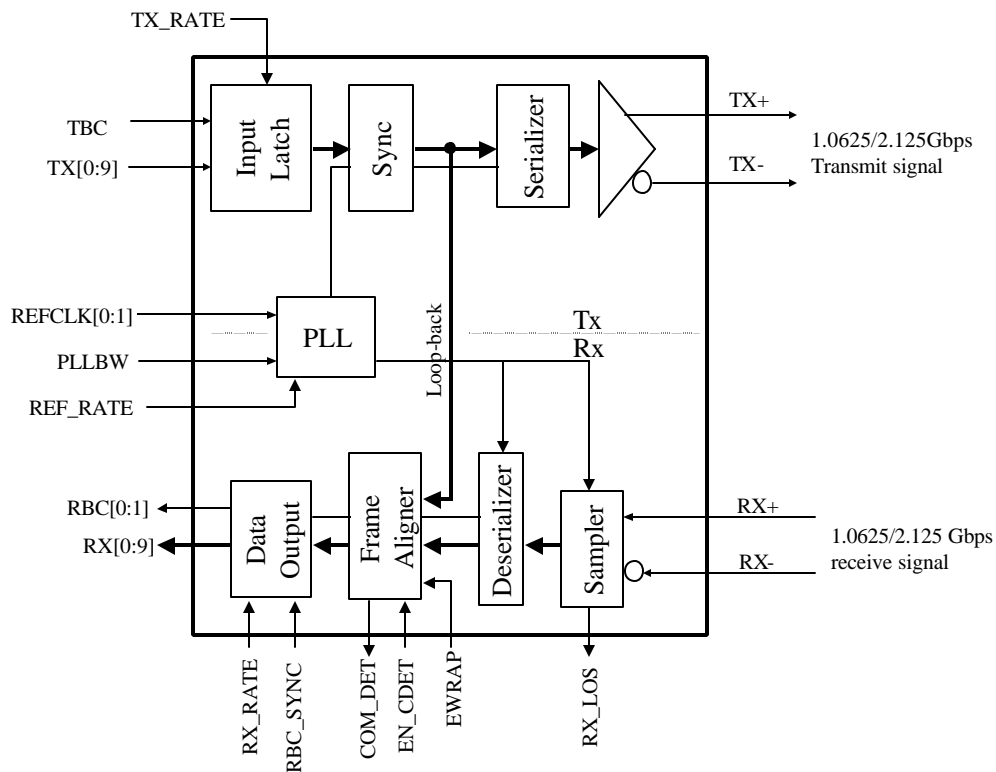 TX_RATE
TBC
TX[0:9]
Input
Latch
Sync
Serializer
TX+
TX-
1.0625/2.125Gbps
Transmit signal
REFCLK[0:1]
PLLBW
REF_RATE
PLL
Loop-back
Tx
Rx
RBC[0:1]
RX[0:9]
Data
Output
Frame
Aligner
Deserializer
Sampler
RX+
RX-
1.0625/2.125 Gbps
receive signal
RX_RATE
RBC_SYNC
COM_DET
EN_CDET
EWRAP
RX_LOS